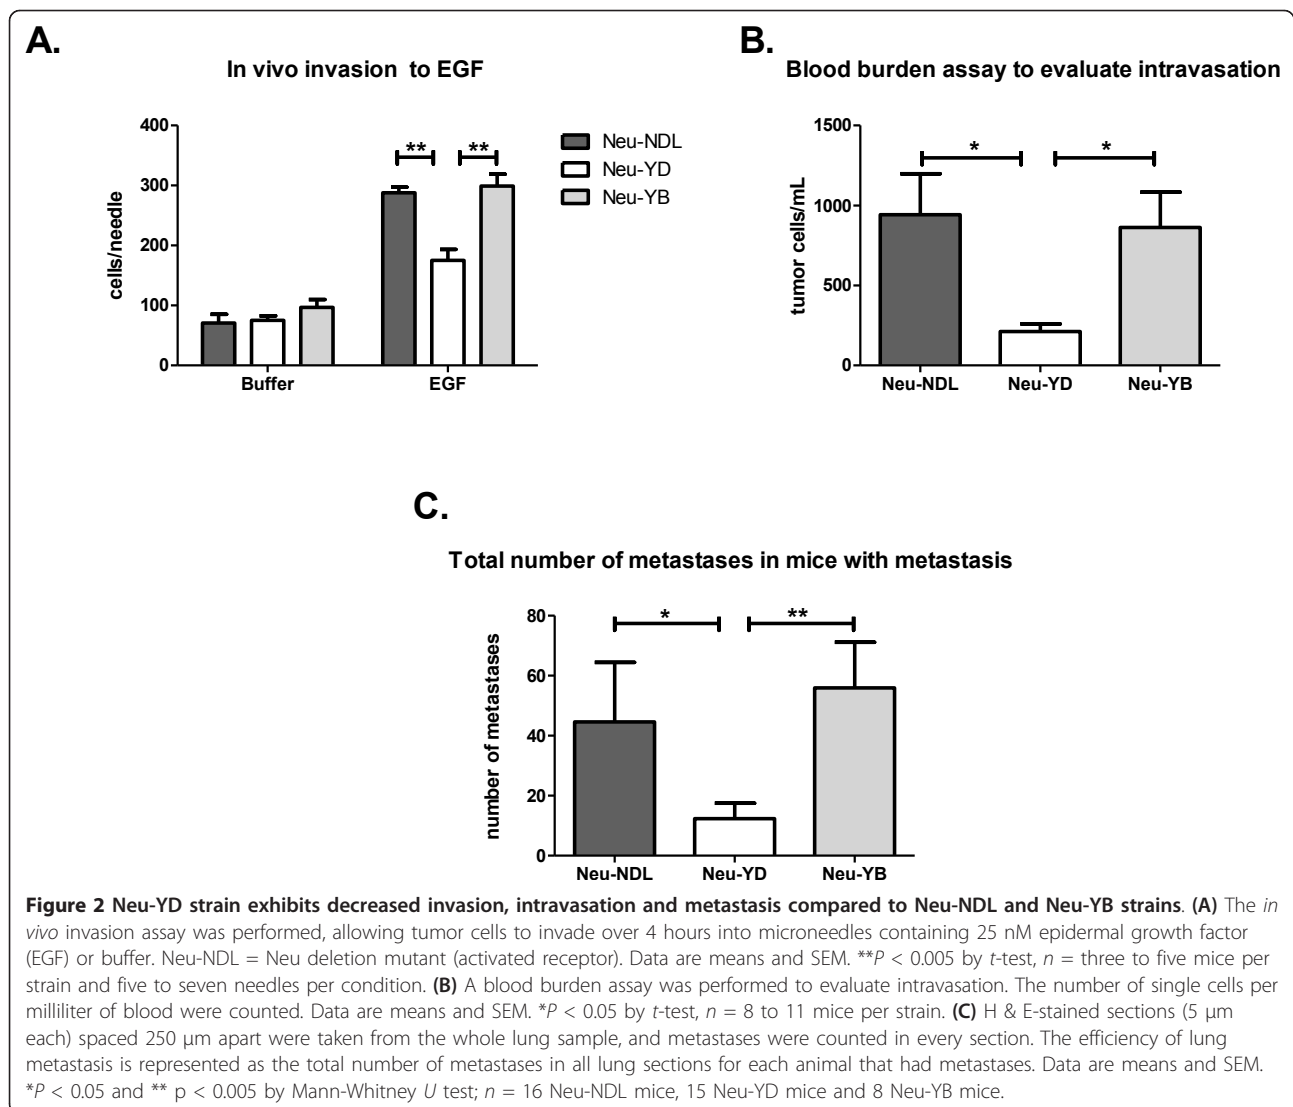 A.
In vivo invasion to EGF
cells/needle
400
300
200
100
0
** **
Buffer EGF
Neu-NDL
Neu-YD
Neu-YB
B.
Blood burden assay to evaluate intravasation
tumor cells/mL
1500
1000
500
0
* *
Neu-NDL Neu-YD Neu-YB
C.
Total number of metastases in mice with metastasis
number of metastases
80
60
40
20
0
* **
Neu-NDL Neu-YD Neu-YB
Figure 2 Neu-YD strain exhibits decreased invasion, intravasation and metastasis compared to Neu-NDL and Neu-YB strains. (A) The in
vivo invasion assay was performed, allowing tumor cells to invade over 4 hours into microneedles containing 25 nM epidermal growth factor
(EGF) or buffer. Neu-NDL = Neu deletion mutant (activated receptor). Data are means and SEM. **P < 0.005 by t-test, n = three to five mice per
strain and five to seven needles per condition. (B) A blood burden assay was performed to evaluate intravasation. The number of single cells per
milliliter of blood were counted. Data are means and SEM. *P < 0.05 by t-test, n = 8 to 11 mice per strain. (C) H & E-stained sections (5 μm
each) spaced 250 μm apart were taken from the whole lung sample, and metastases were counted in every section. The efficiency of lung
metastasis is represented as the total number of metastases in all lung sections for each animal that had metastases. Data are means and SEM.
*P < 0.05 and ** p < 0.005 by Mann-Whitney U test; n = 16 Neu-NDL mice, 15 Neu-YD mice and 8 Neu-YB mice.